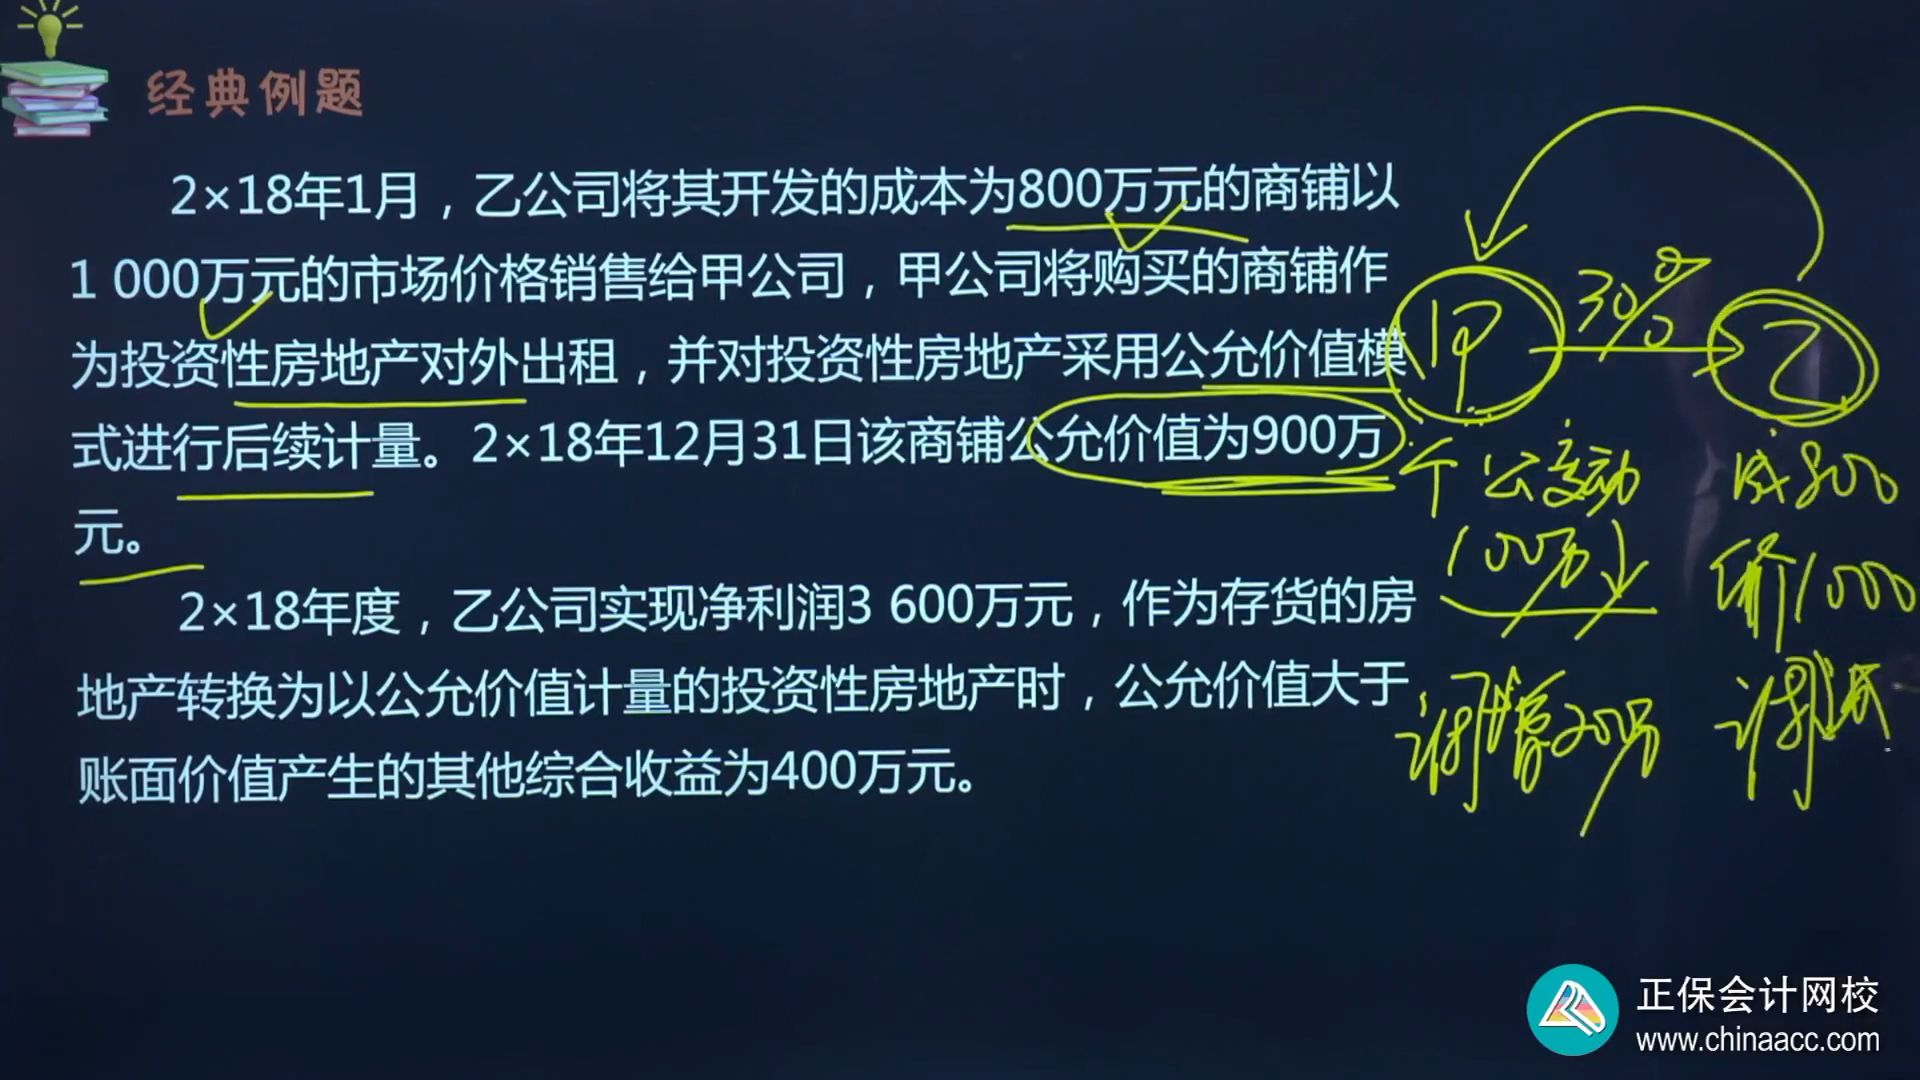 经典例题
2×18年1月，乙公司将其开发的成本为800万元的商铺以
1 000万元的市场价格销售给甲公司，甲公司将购买的商铺作
为投资性房地产对外出租，并对投资性房地产采用公允价值模
式进行后续计量。2×18年12月31日该商铺公允价值为900万
元。
2×18年度，乙公司实现净利润3 600万元，作为存货的房
地产转换为以公允价值计量的投资性房地产时，公允价值大于
账面价值产生的其他综合收益为400万元。
甲 30% 乙
个 公变动
100万
成800
价1000
调减
正保会计网校
www.chinaacc.com